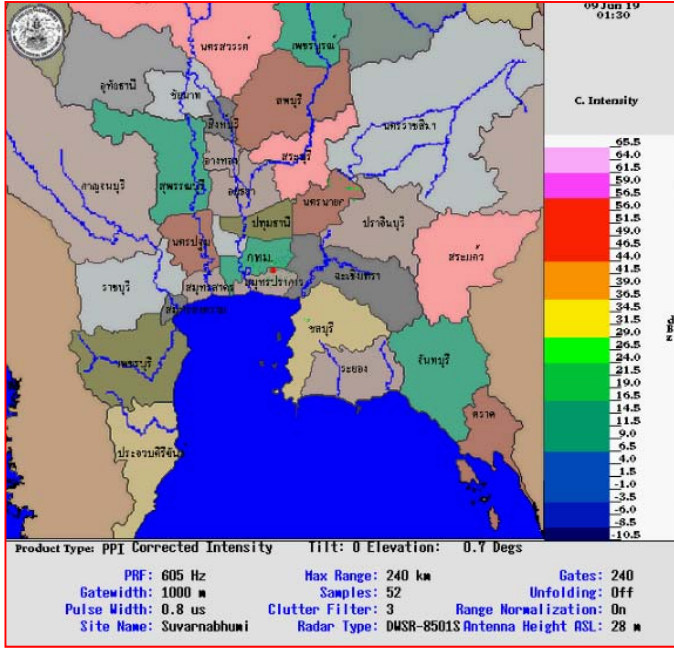 09 Jun 19
01:30
C. Intensity
นครสวรรค์
เพชรบูรณ์
อุทัยธานี
ชัยนาท
ลพบุรี
สิงห์บุรี
นครราชสีมา
อ่างทอง
สระบุรี
กาญจนบุรี
สุพรรณบุรี
อยุธยา
นครนายก
ปทุมธานี
ปราจีนบุรี
นครปฐม
กทม.
สระแก้ว
ฉะเชิงเทรา
ราชบุรี
สมุทรสาคร
สมุทรปราการ
ชลบุรี
เพชรบุรี
ระยอง
จันทบุรี
ตราด
ประจวบคีรีขันธ์
65.5
64.0
61.5
59.0
56.5
56.0
51.5
49.0
46.5
44.0
41.5
39.0
36.5
34.5
31.5
29.0
26.5
24.0
21.5
19.0
16.5
14.5
11.5
9.0
6.5
4.0
1.5
-1.0
-3.5
-6.0
-8.5
-10.5
Product Type: PPI Corrected Intensity Tilt: 0 Elevation: 0.7 Degs
PRF: 605 Hz Max Range: 240 km Gates: 240
Gatewidth: 1000 m Samples: 52 Unfolding: Off
Pulse Width: 0.8 us Clutter Filter: 3 Range Normalization: On
Site Name: Suvarnabhumi Radar Type: DWSR-8501S Antenna Height ASL: 28 m